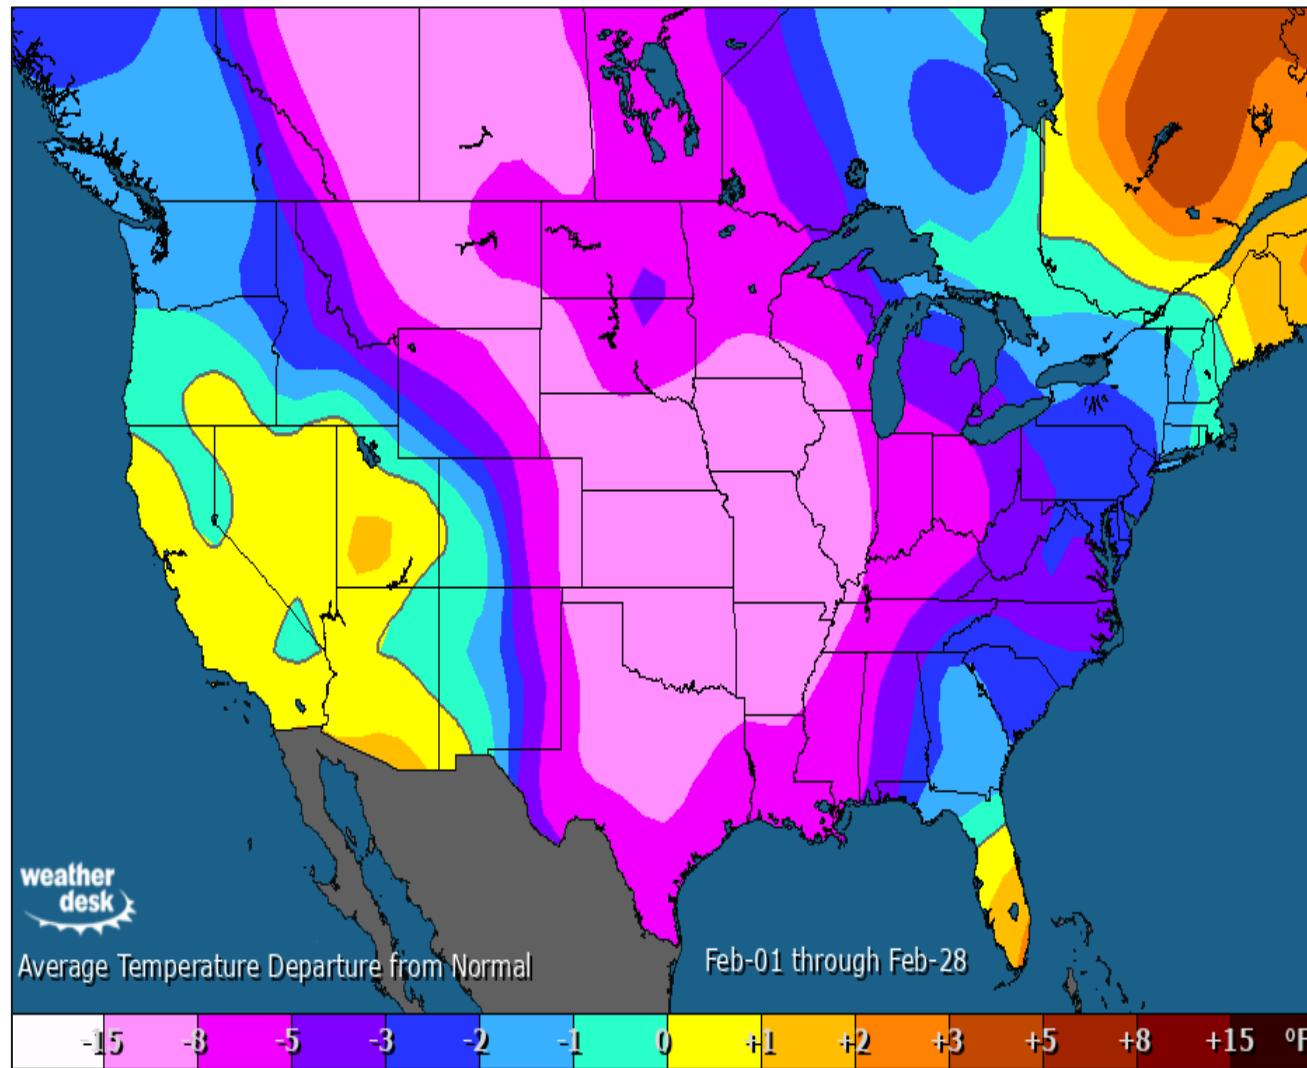 weather
desk
Average Temperature Departure from Normal
Feb-01 through Feb-28
-15 -8 -5 -3 -2 -1 0 +1 +2 +3 +5 +8 +15 ºF